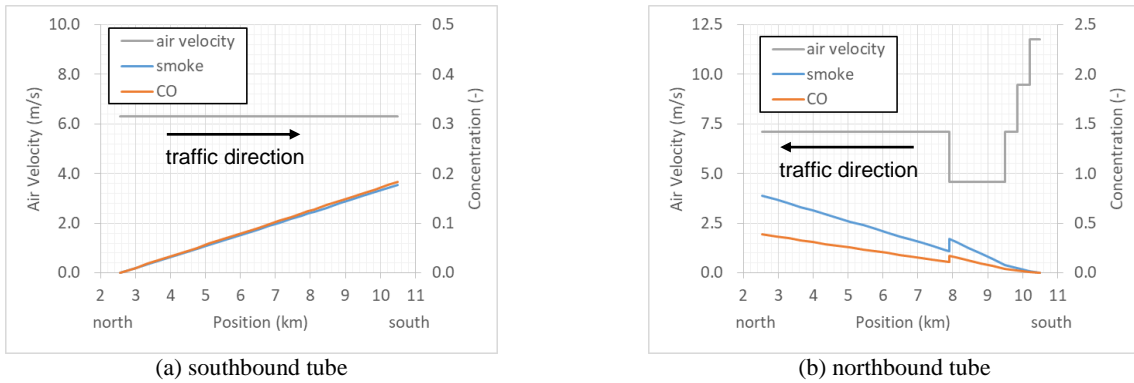 10.0
8.0
6.0
4.0
2.0
0.0
Air Velocity (m/s)
air velocity
smoke
CO
traffic direction
0.5
0.4
0.3
0.2
0.1
0.0
Concentration (-)
2 3 4 5 6 7 8 9 10 11
north Position (km) south
(a) southbound tube
12.5
10.0
7.5
5.0
2.5
0.0
Air Velocity (m/s)
air velocity
smoke
CO
traffic direction
2.5
2.0
1.5
1.0
0.5
0.0
Concentration (-)
2 3 4 5 6 7 8 9 10 11
north Position (km) south
(b) northbound tube